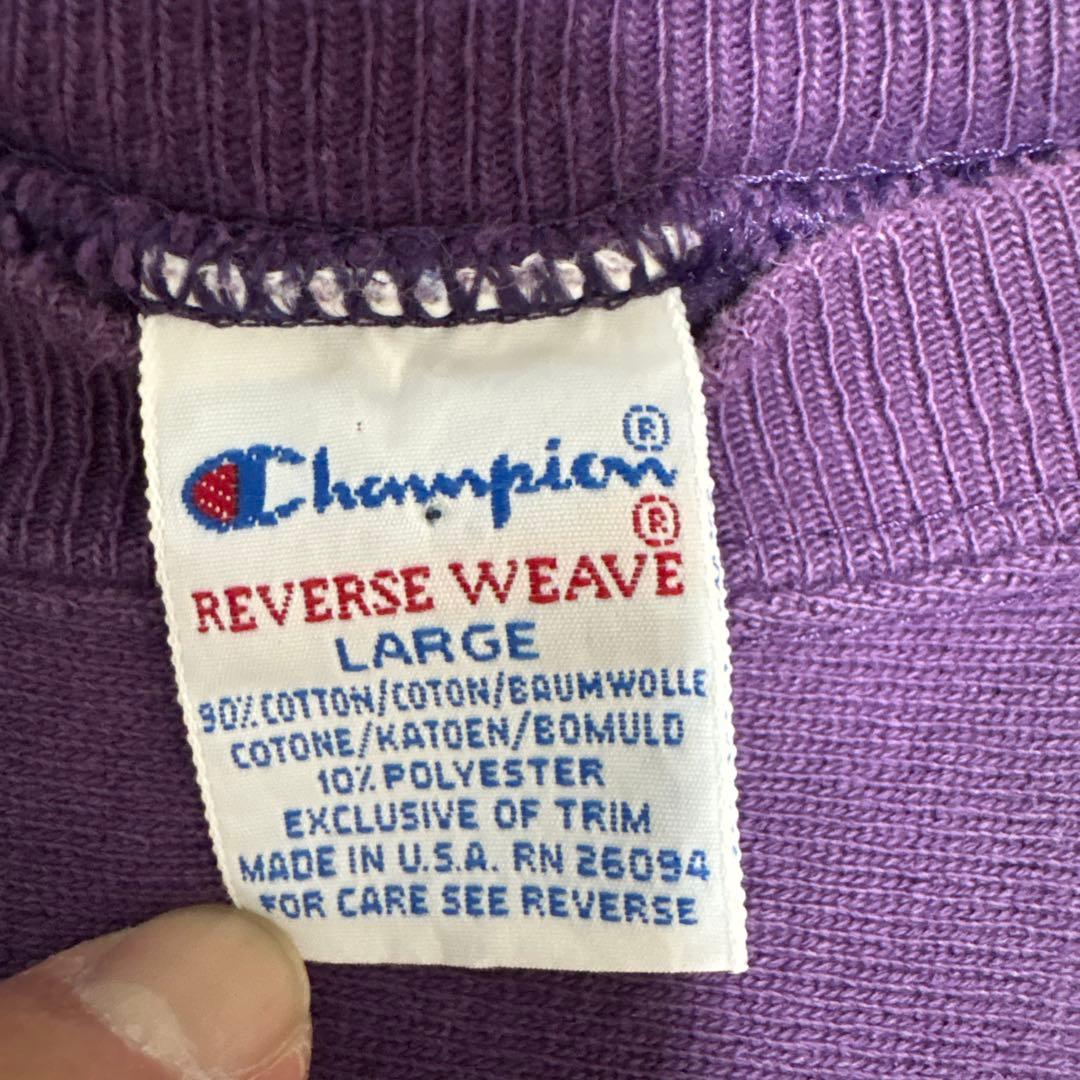 Champion®
REVERSE WEAVE®
LARGE
90% COTTON/COTON/BAUMWOLLE
COTONE/KATOEN/BOMULD
10% POLYESTER
EXCLUSIVE OF TRIM
MADE IN U.S.A. RN 26094
FOR CARE SEE REVERSE